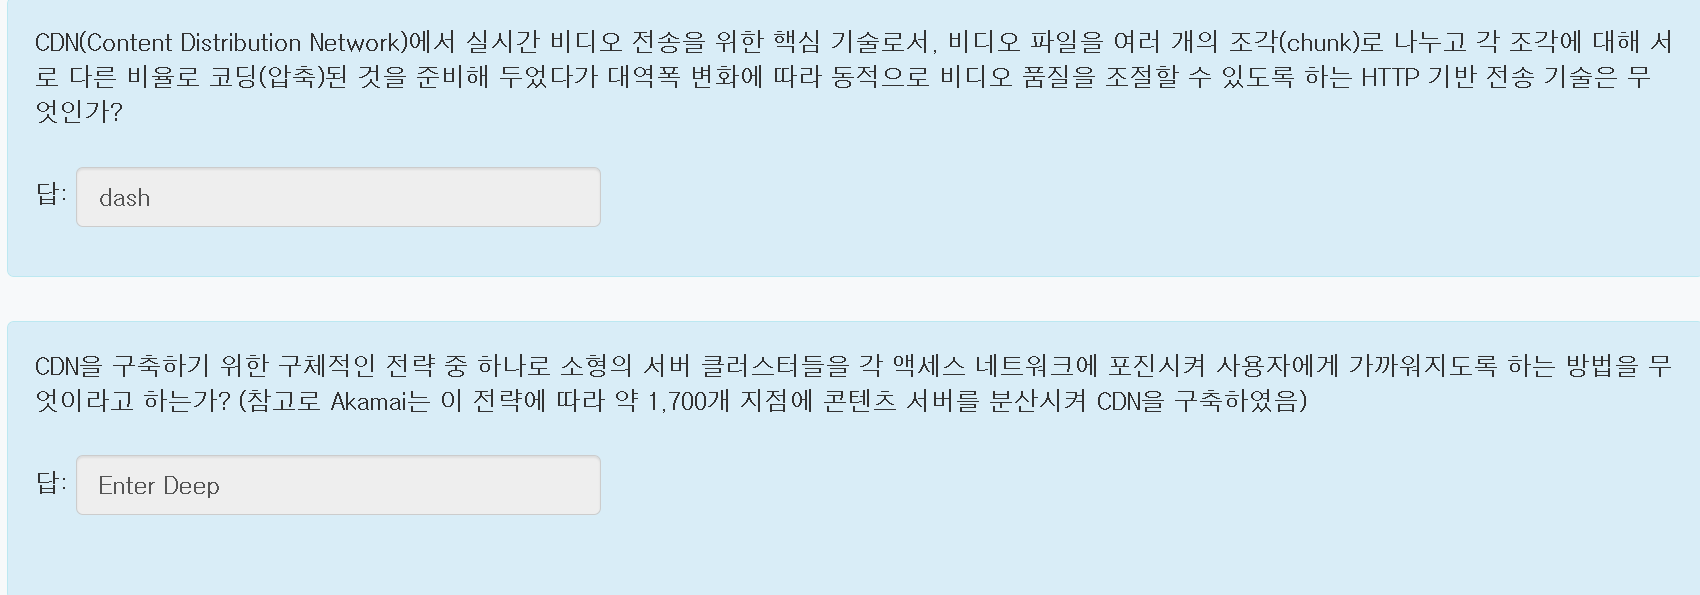 CDN(Content Distribution Network)에서 실시간 비디오 전송을 위한 핵심 기술로서, 비디오 파일을 여러 개의 조각(chunk)로 나누고 각 조각에 대해 서
로 다른 비율로 코딩(압축)된 것을 준비해 두었다가 대역폭 변화에 따라 동적으로 비디오 품질을 조절할 수 있도록 하는 HTTP 기반 전송 기술은 무
엇인가?
답: dash
CDN을 구축하기 위한 구체적인 전략 중 하나로 소형의 서버 클러스터들을 각 액세스 네트워크에 포진시켜 사용자에게 가까워지도록 하는 방법을 무
엇이라고 하는가? (참고로 Akamai는 이 전략에 따라 약 1,700개 지점에 콘텐츠 서버를 분산시켜 CDN을 구축하였음)
답: Enter Deep